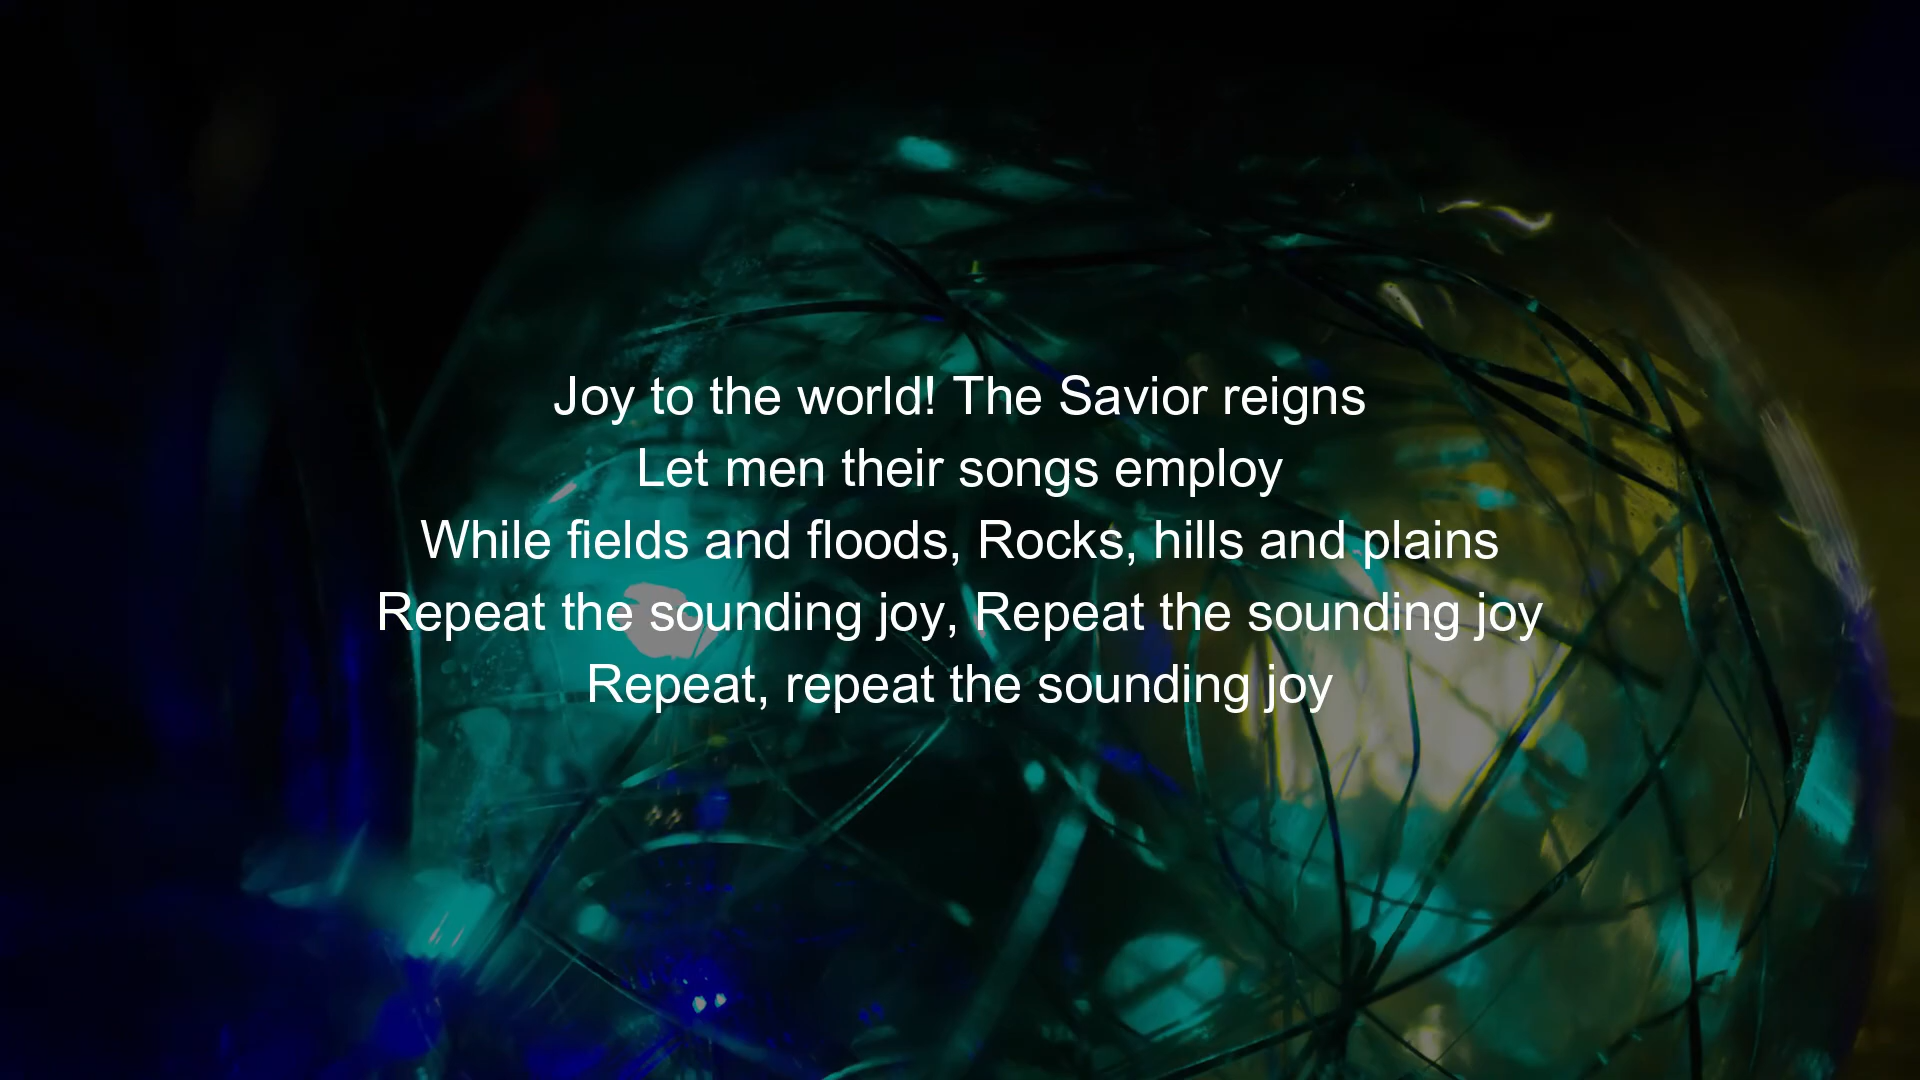 Joy to the world! The Savior reigns
Let men their songs employ
While fields and floods, Rocks, hills and plains
Repeat the sounding joy, Repeat the sounding joy
Repeat, repeat the sounding joy